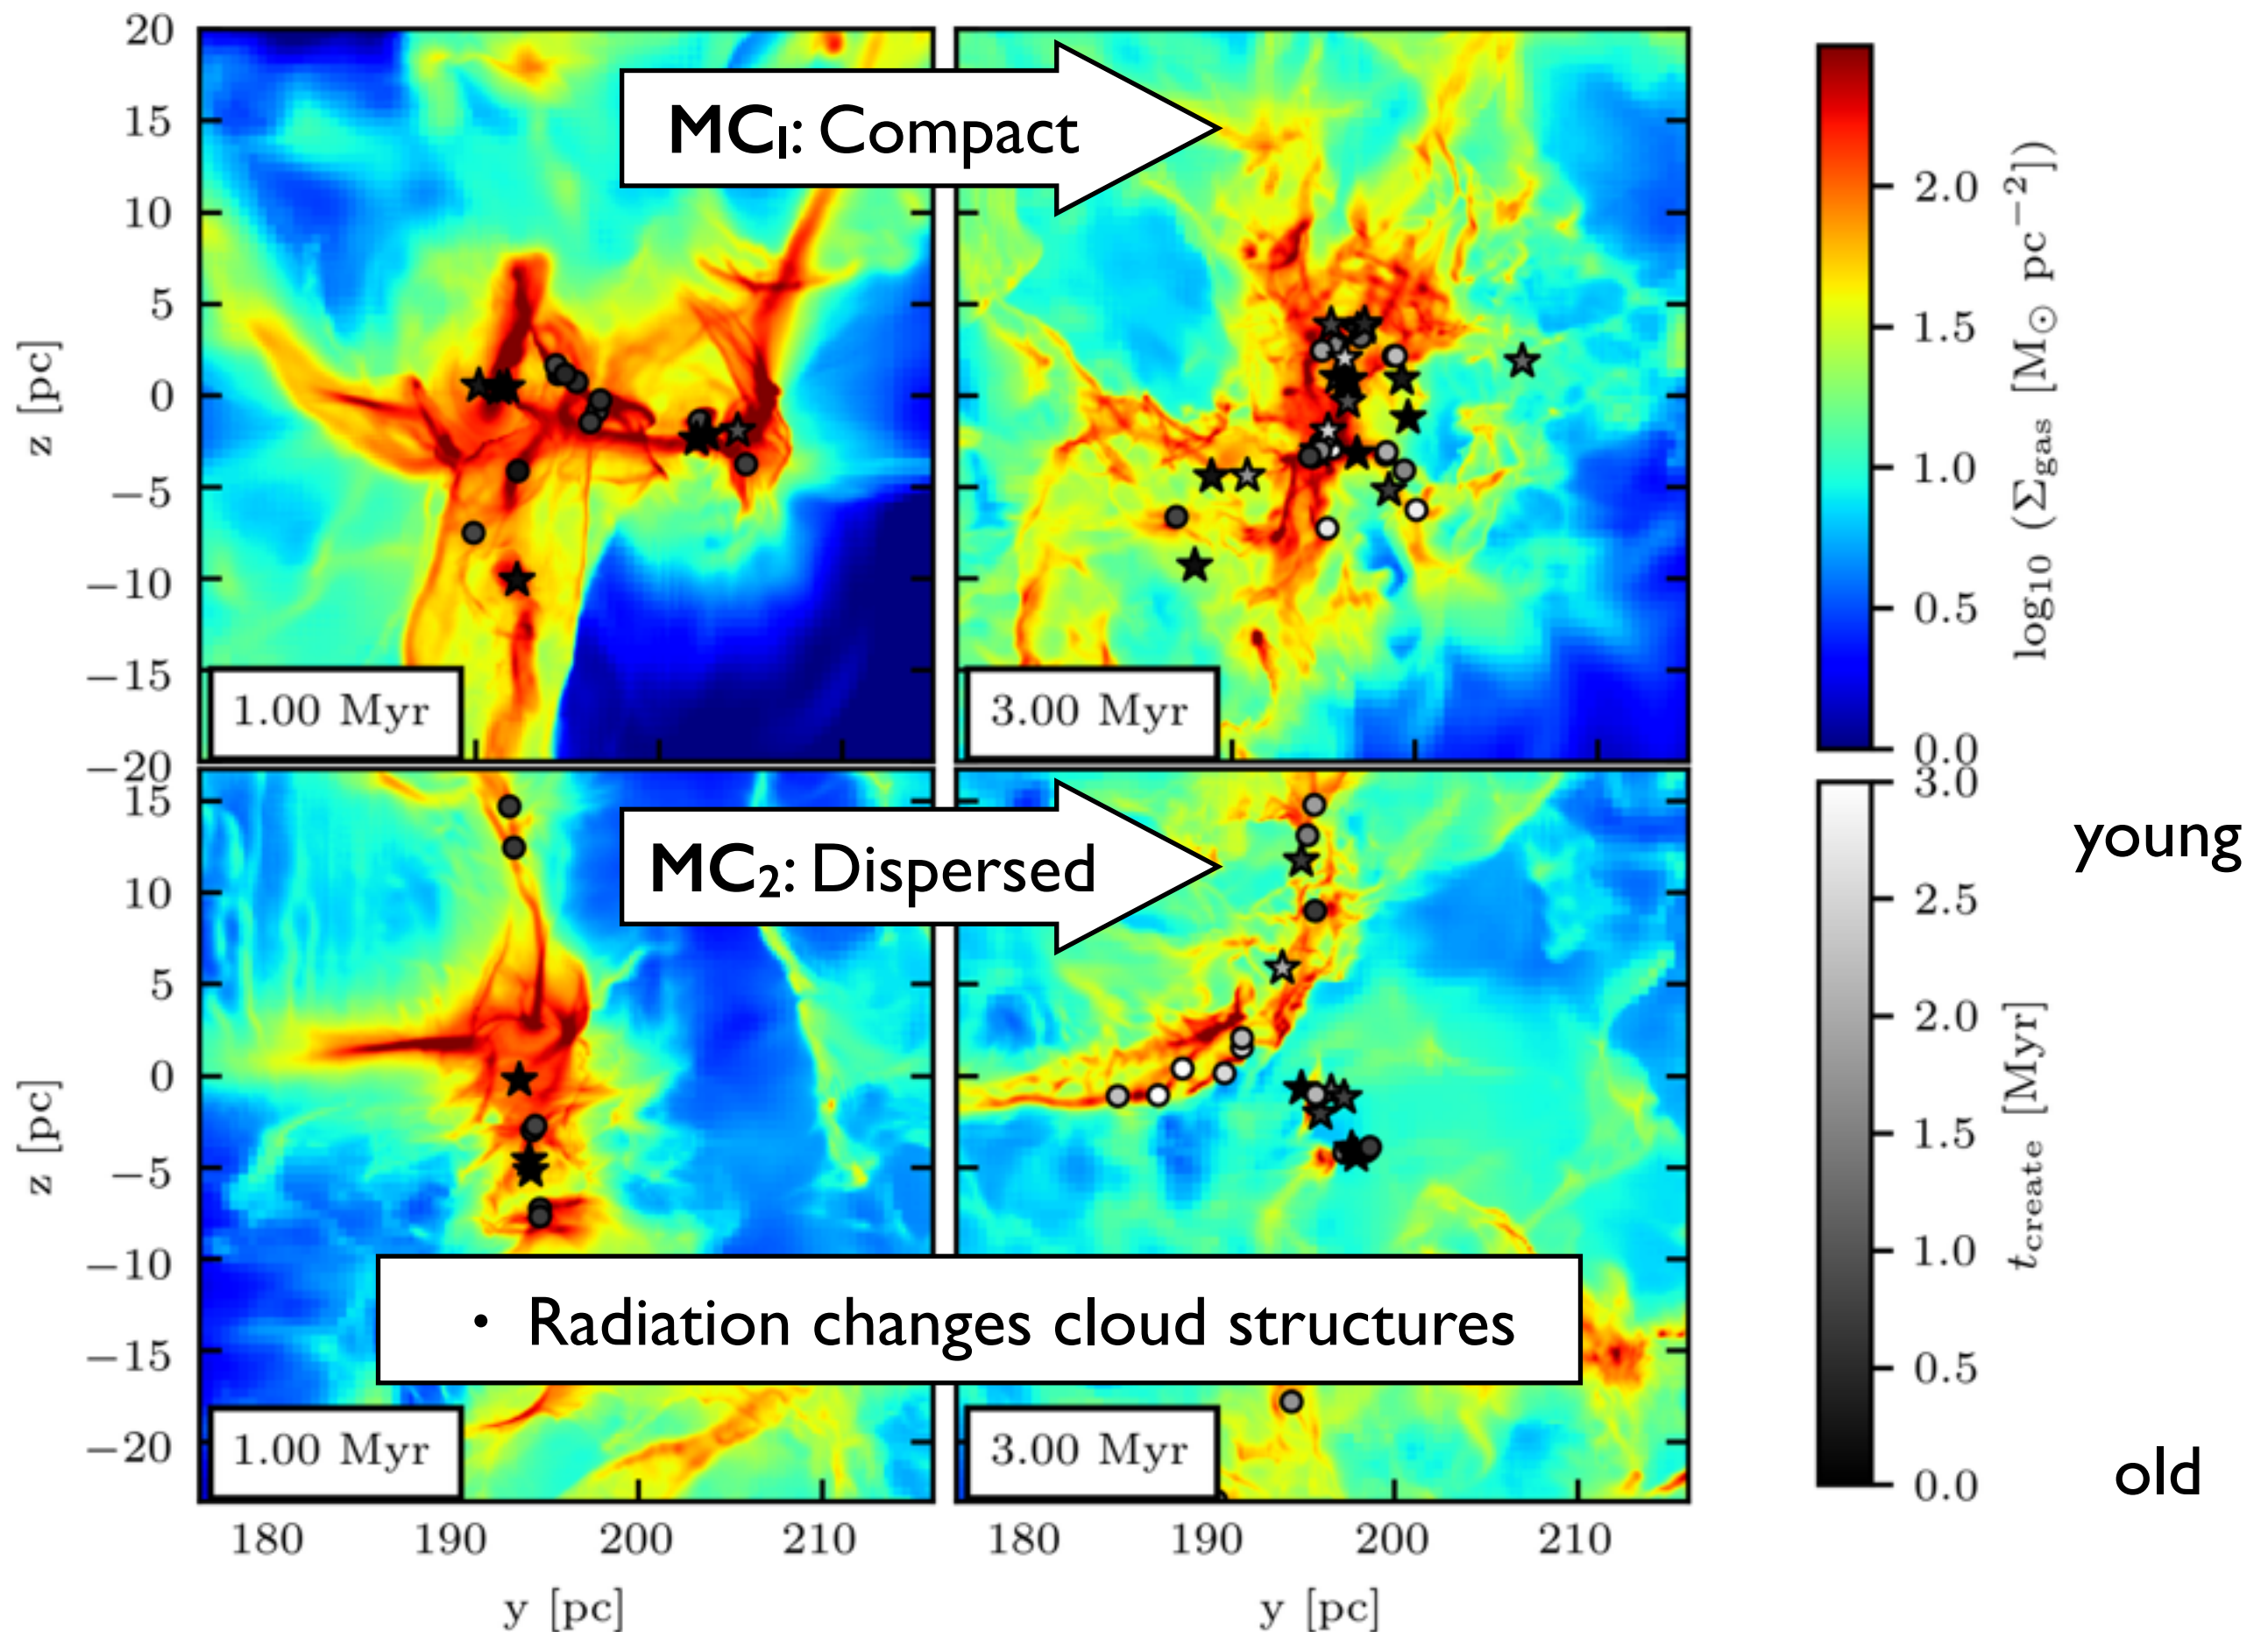 20
15
10
5
0
−5
−10
−15
−20
z [pc]
MC1: Compact
1.00 Myr
3.00 Myr
2.0
1.5
1.0
0.5
0.0
log10 (Σgas [M⊙ pc−2])
15
10
5
0
−5
−10
−15
−20
z [pc]
MC2: Dispersed
• Radiation changes cloud structures
1.00 Myr
3.00 Myr
180 190 200 210
y [pc]
180 190 200 210
y [pc]
3.0
2.5
2.0
1.5
1.0
0.5
0.0
tcreate [Myr]
young
old